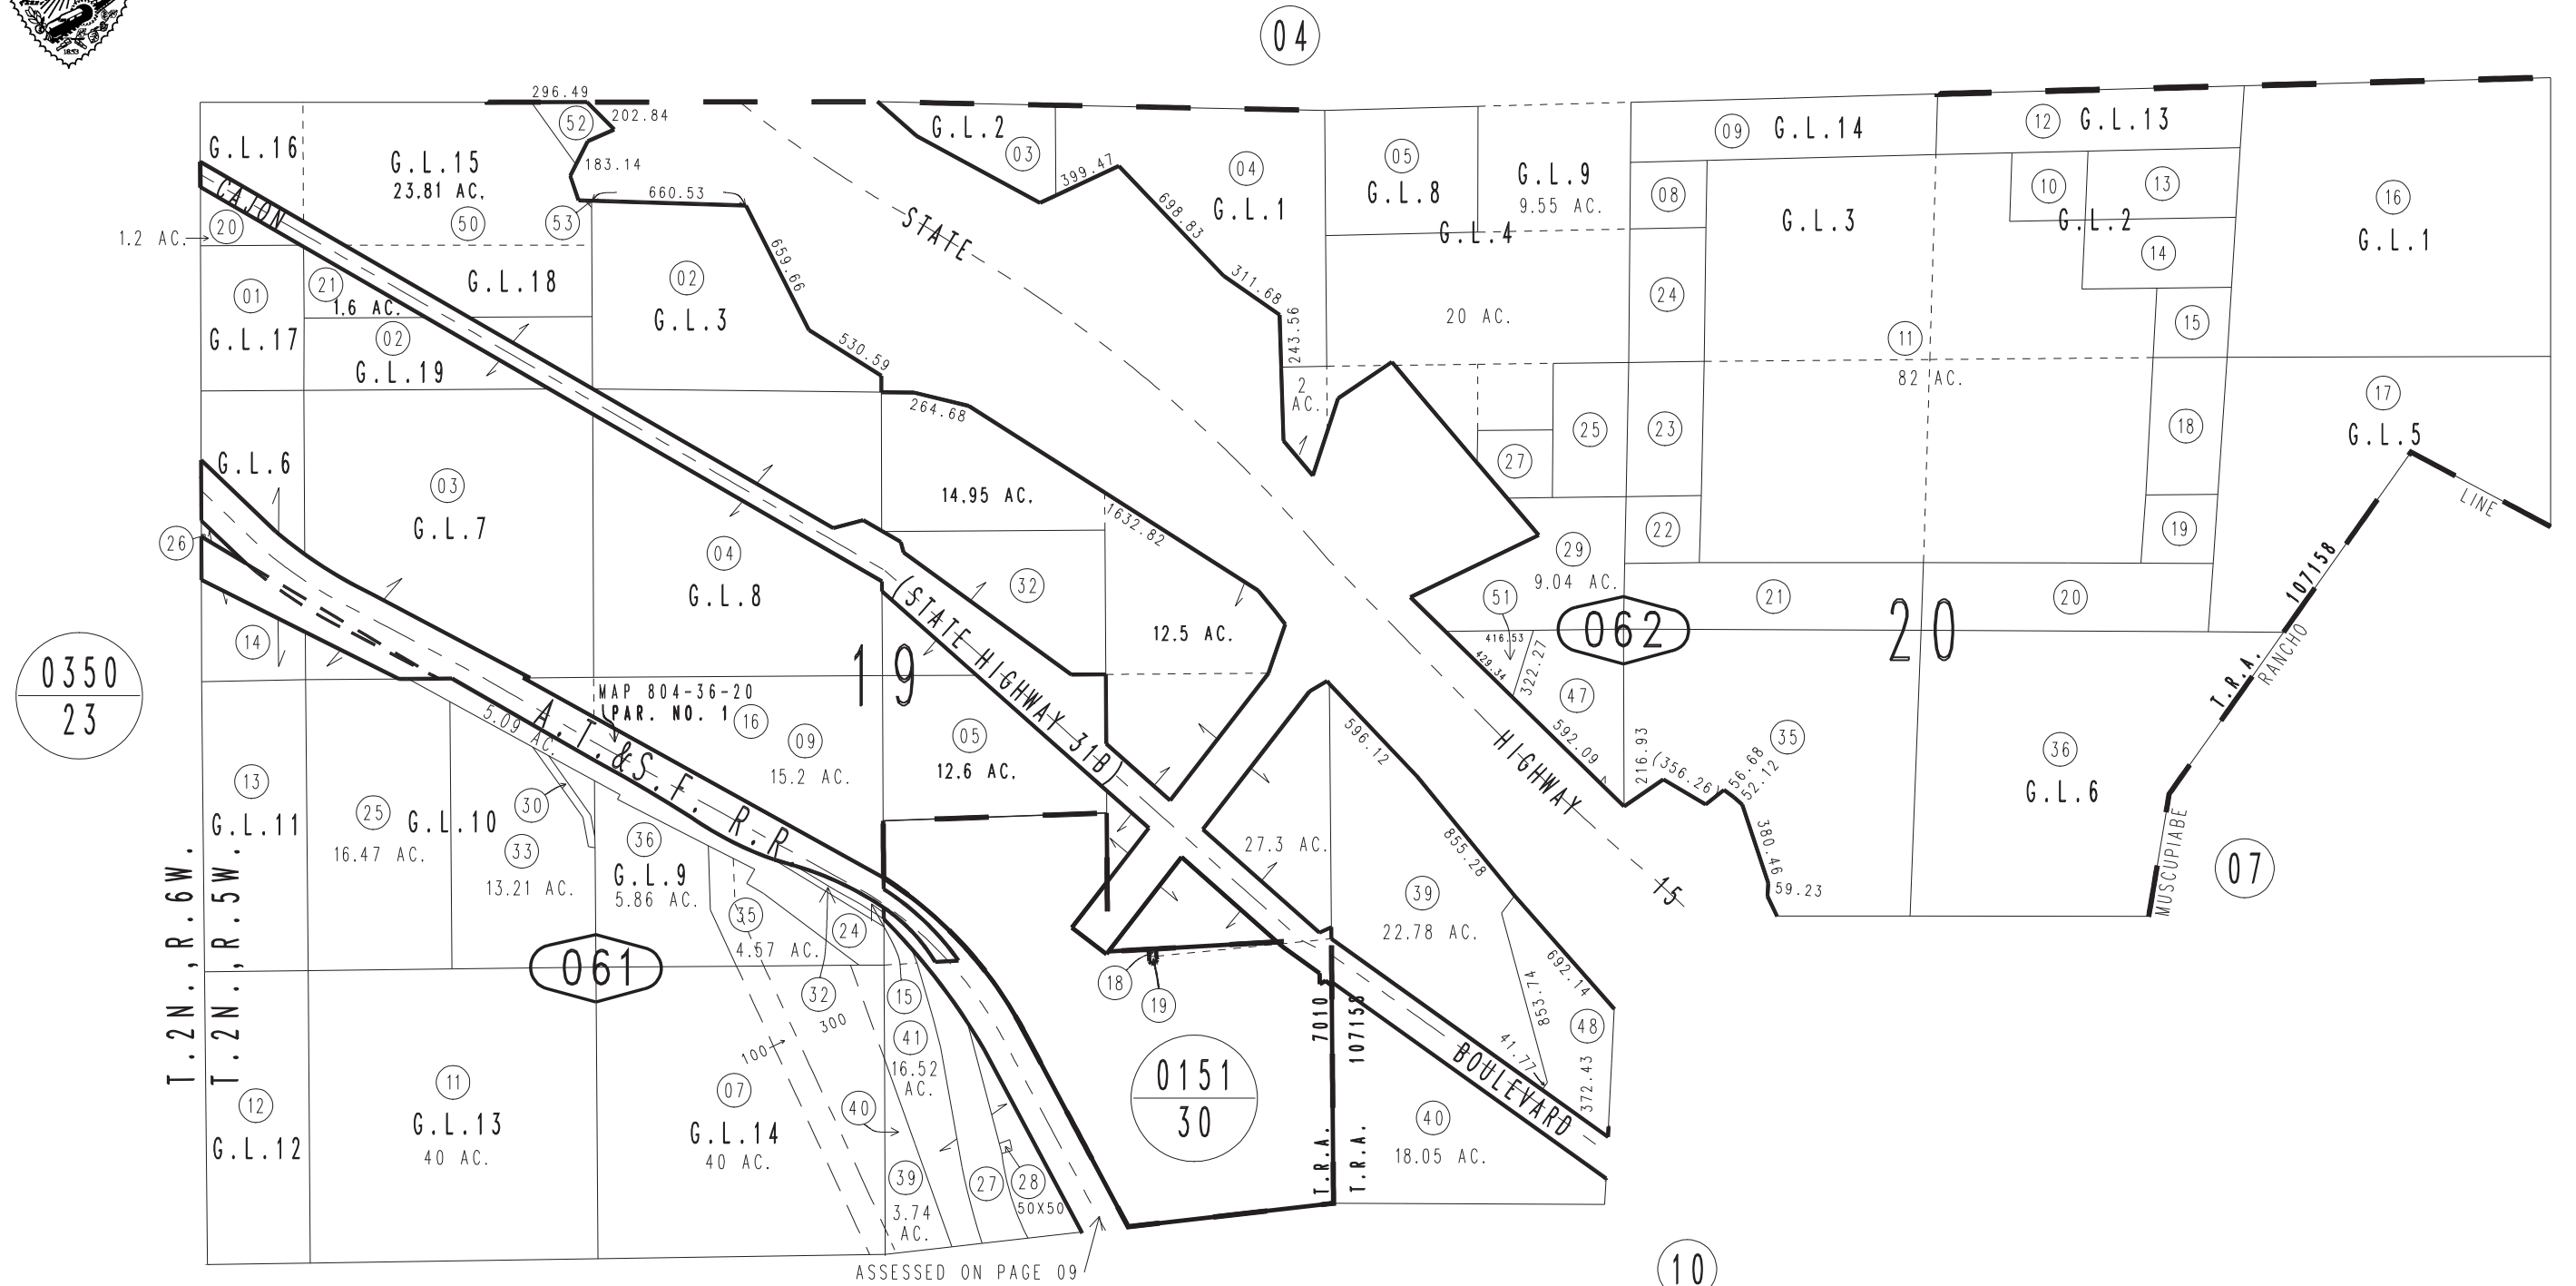 04
1853
296.49
52
202.84
G.L.2
03
G.L.16
G.L.15
23.81 AC.
183.14
399.47
04
G.L.1
05
G.L.8
G.L.9
9.55 AC.
09
G.L.14
12
G.L.13
08
10
13
16
G.L.1
CAJON
1.2 AC.
20
50
53
660.53
STATE
698.83
G.L.4
G.L.3
G.L.2
14
01
G.L.17
21
1.6 AC.
G.L.18
02
G.L.3
659.66
311.68
243.56
24
20 AC.
11
82 AC.
15
02
G.L.19
530.59
264.68
2
AC.
17
G.L.5
G.L.6
03
G.L.7
14.95 AC.
1632.82
27
25
23
18
LINE
26
04
G.L.8
32
22
19
29
9.04 AC.
51
062
21
20
20
T.R.A. 107158
RANCHO
MUSCUPIABE
14
0350
23
19
12.5 AC.
(STATE HIGHWAY 31B)
416.53
429.34
322.27
47
MAP 804-36-20
PAR. NO. 1
16
5.09 AC.
A.T.&S.F. R.R.
09
15.2 AC.
05
12.6 AC.
596.12
592.09
216.93
(356.26)
56.68
52.12
35
36
G.L.6
HIGHWAY
15
13
G.L.11
25
16.47 AC.
G.L.10
30
33
13.21 AC.
36
G.L.9
5.86 AC.
27.3 AC.
855.28
380.46
59.23
07
T.2N.,R.6W.
T.2N.,R.5W.
35
4.57 AC.
24
39
22.78 AC.
061
32
300
15
18
19
692.14
853.74
48
372.43
41.77
100
41
16.52
AC.
7010
107158
T.R.A.
T.R.A.
BOULEVARD
0151
30
12
G.L.12
11
G.L.13
40 AC.
07
G.L.14
40 AC.
40
39
3.74
AC.
27
28
50X50
40
18.05 AC.
ASSESSED ON PAGE 09
10